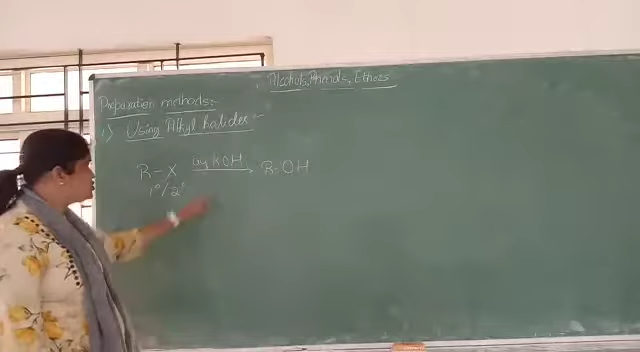 Alcohols, Phenols, Ethers
Preparation methods:-
1) Using Alkyl halides:-
R-X aq KOH R-OH
1°/2°